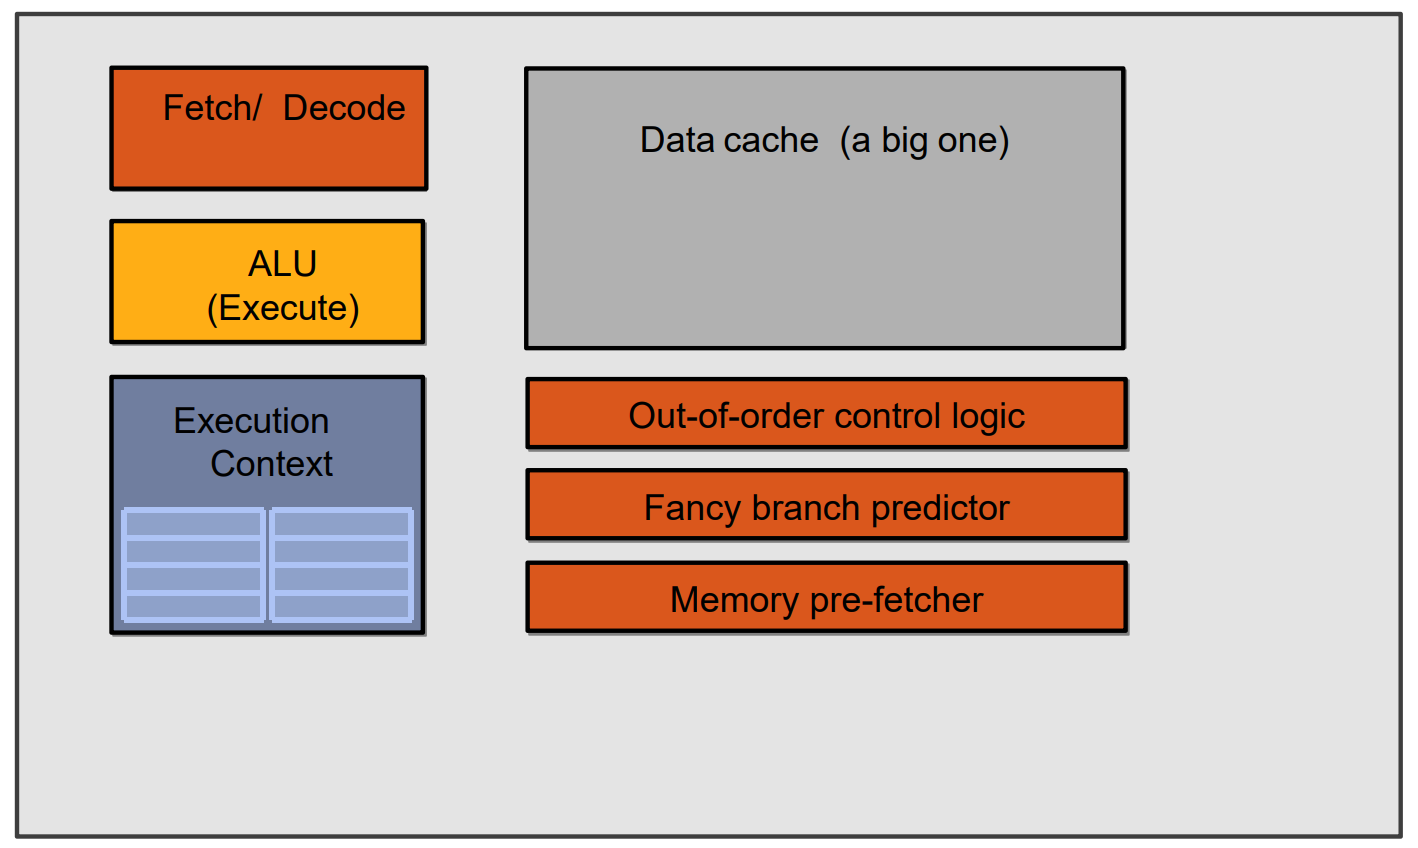 Fetch/ Decode
ALU
(Execute)
Execution
Context
Data cache (a big one)
Out-of-order control logic
Fancy branch predictor
Memory pre-fetcher